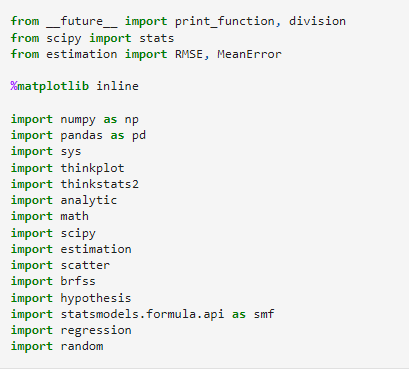 from __future__ import print_function, division
from scipy import stats
from estimation import RMSE, MeanError
%matplotlib inline
import numpy as np
import pandas as pd
import sys
import thinkplot
import thinkstats2
import analytic
import math
import scipy
import estimation
import scatter
import brfss
import hypothesis
import statsmodels.formula.api as smf
import regression
import random